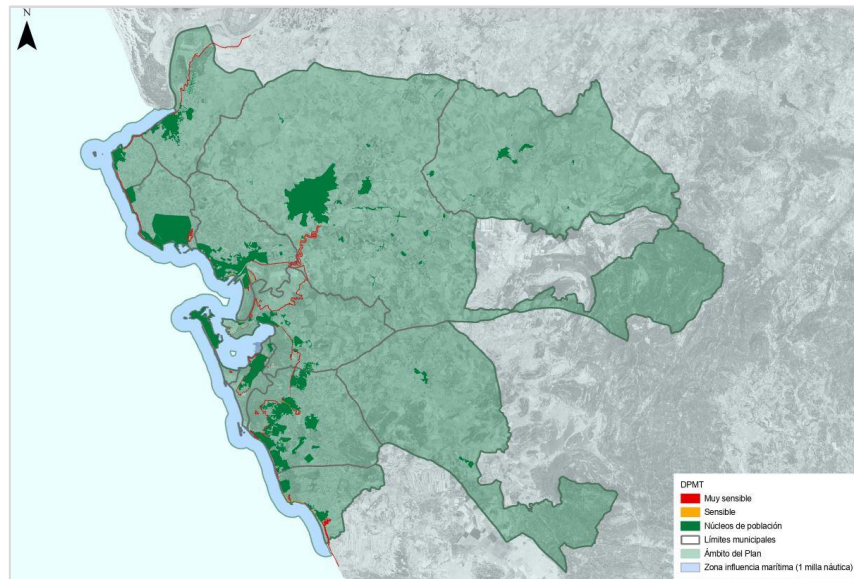 N
DPMT
Muy sensible
Sensible
Núcleos de población
Límites municipales
Ámbito del Plan
Zona influencia marítima (1 milla náutica)